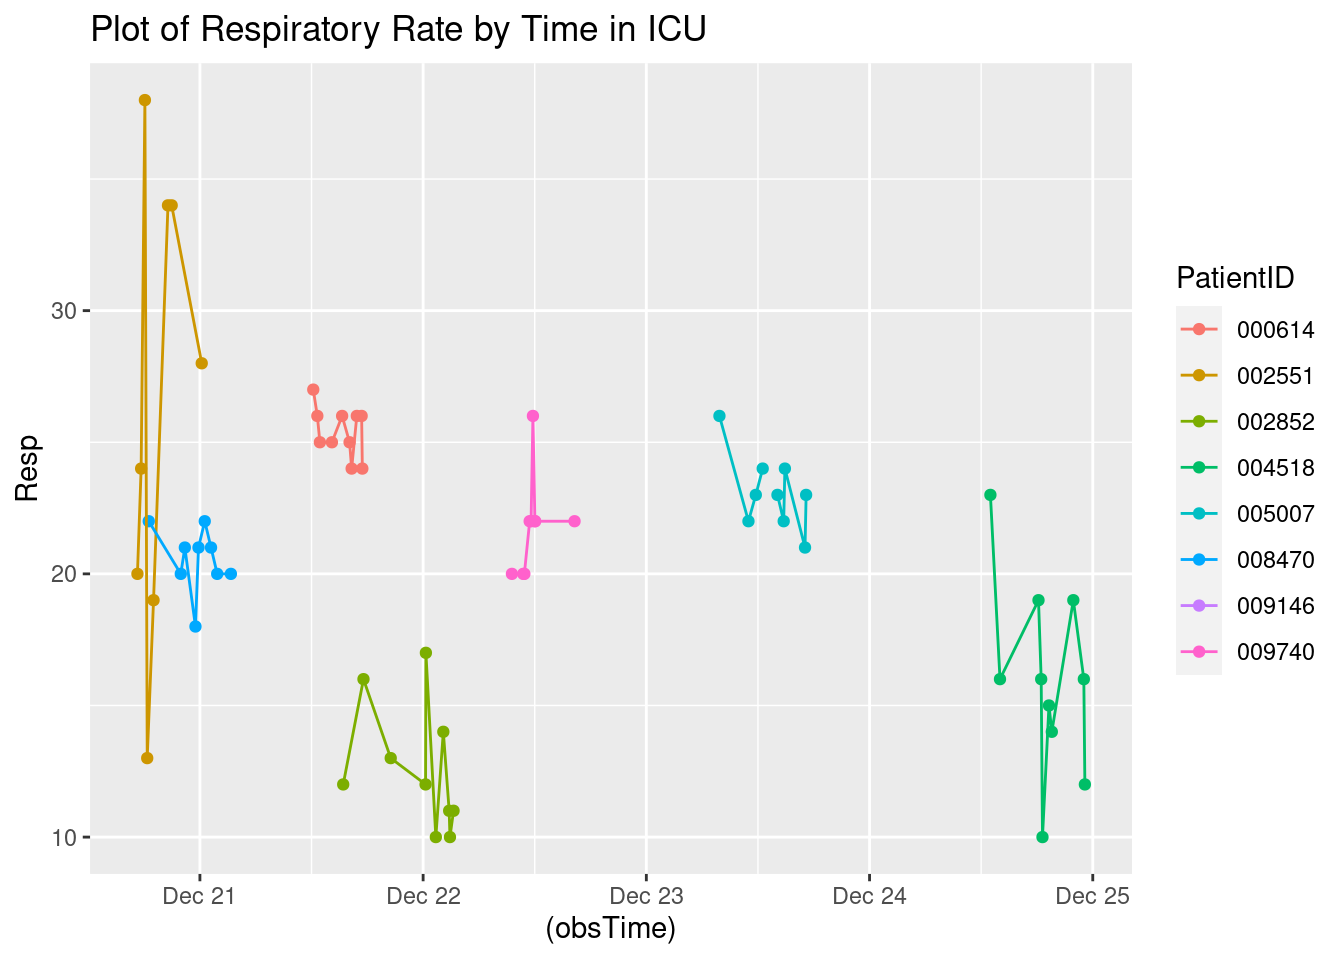 Plot of Respiratory Rate by Time in ICU
Resp
30
20
10
Dec 21
Dec 22
Dec 23
Dec 24
Dec 25
(obsTime)
PatientID
000614
002551
002852
004518
005007
008470
009146
009740